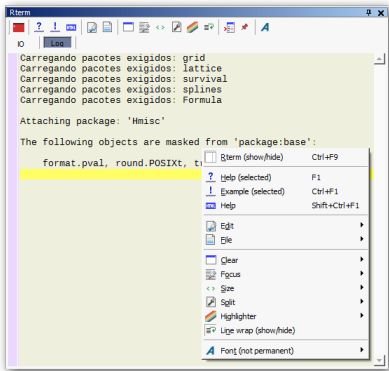 Rterm
IO Log
Carregando pacotes exigidos: grid
Carregando pacotes exigidos: lattice
Carregando pacotes exigidos: survival
Carregando pacotes exigidos: splines
Carregando pacotes exigidos: Formula
Attaching package: 'Hmisc'
The following objects are masked from 'package:base':
format.pval, round.POSIXt, t
Rterm (show/hide) Ctrl+F9
Help (selected) F1
Example (selected) Ctrl+F1
Help Shift+Ctrl+F1
Edit
File
Clear
Focus
Size
Split
Highlighter
Line wrap (show/hide)
Font (not permanent)